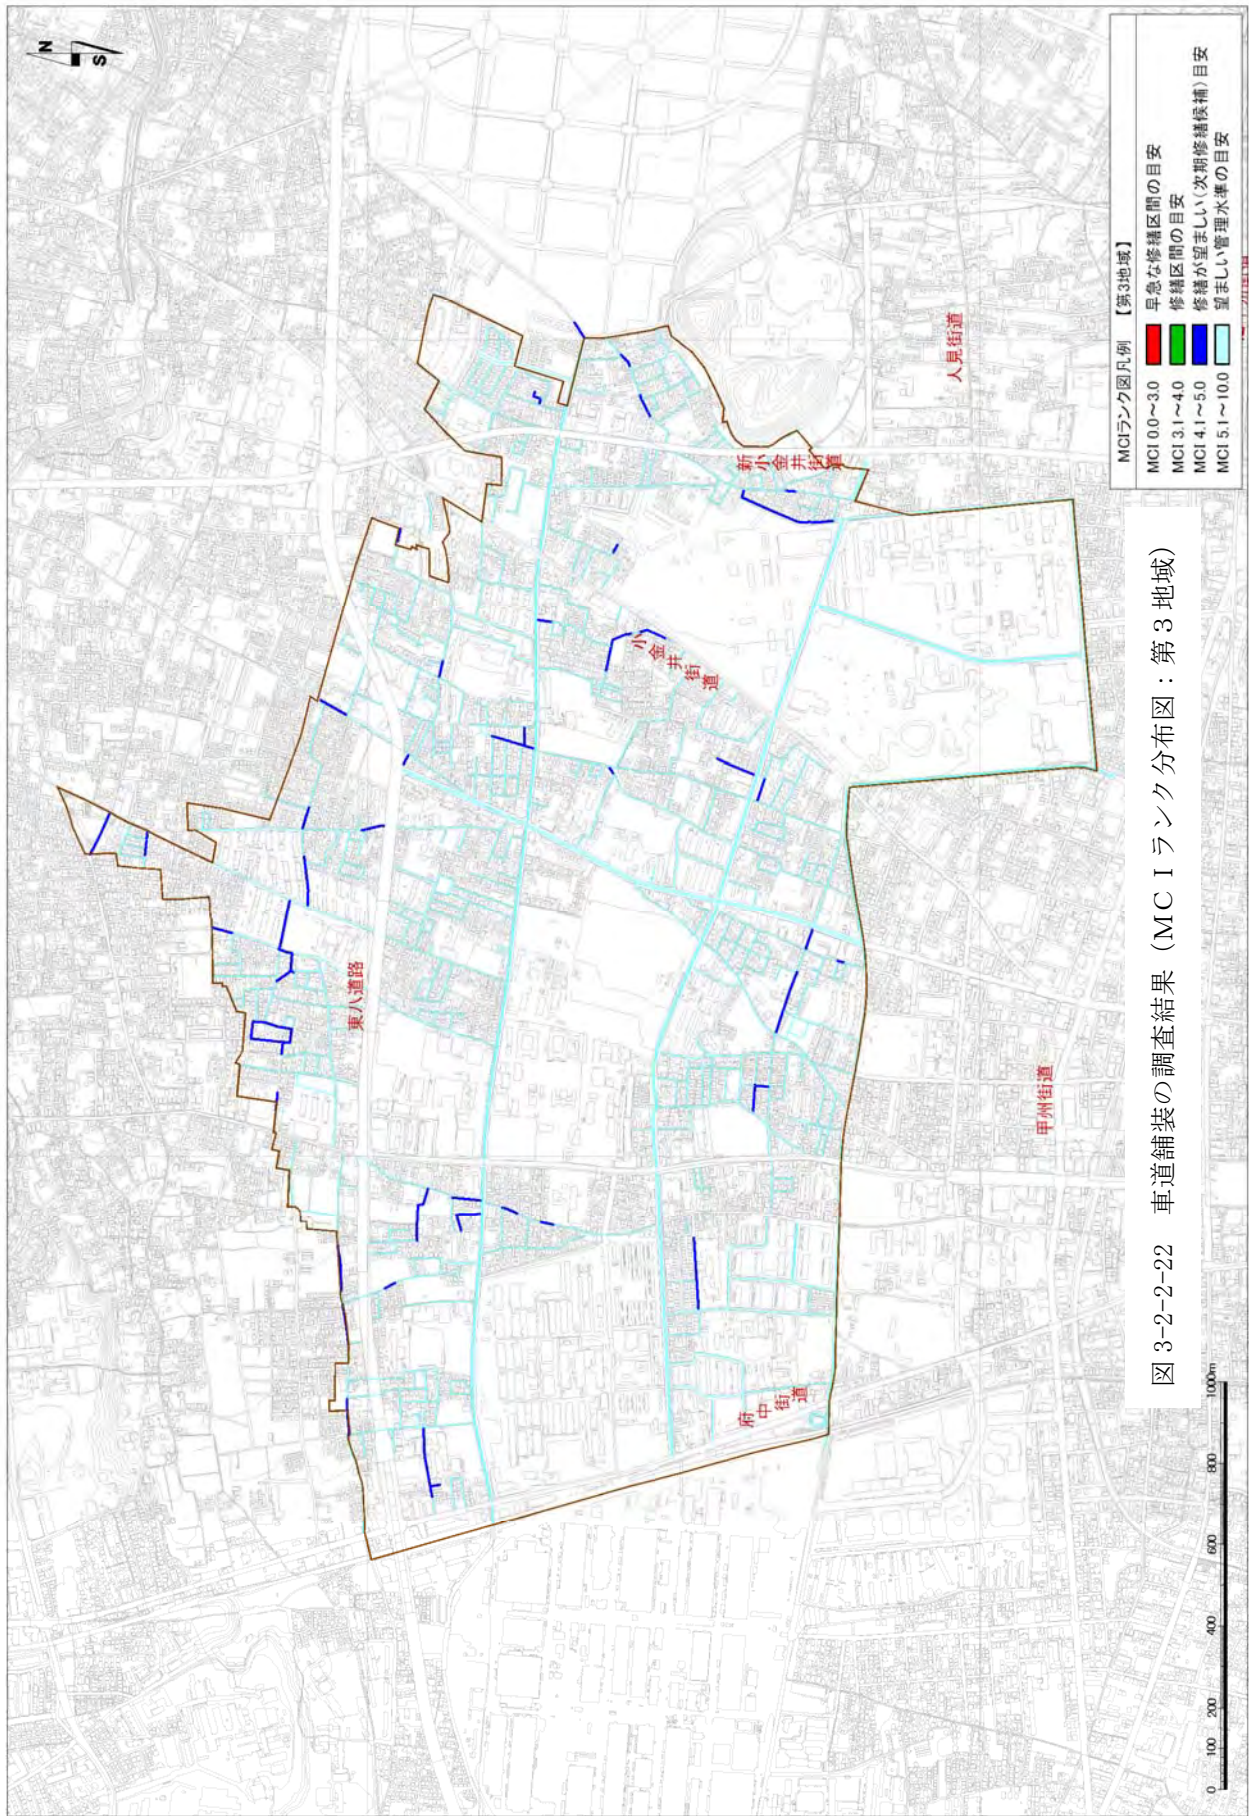 N
S
MCIランク図凡例 【第3地域】
MCI 0.0～3.0 早急な修繕区間の目安
MCI 3.1～4.0 修繕区間の目安
MCI 4.1～5.0 修繕が望ましい(次期修繕候補)目安
MCI 5.1～10.0 望ましい管理水準の目安
東八道路
小金井街道
新小金井街道
人見街道
府中街道
甲州街道
0 100 200 400 600 800 1000m
図 3-2-2-22 車道舗装の調査結果（MCＩランク分布図：第3地域）